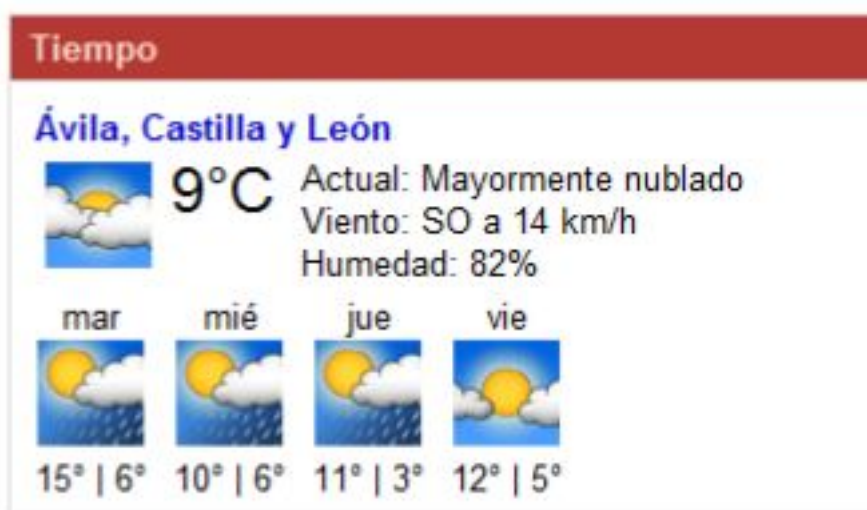 Tiempo
Ávila, Castilla y León
9°C
Actual: Mayormente nublado
Viento: SO a 14 km/h
Humedad: 82%
mar mié jue vie
15° | 6° 10° | 6° 11° | 3° 12° | 5°